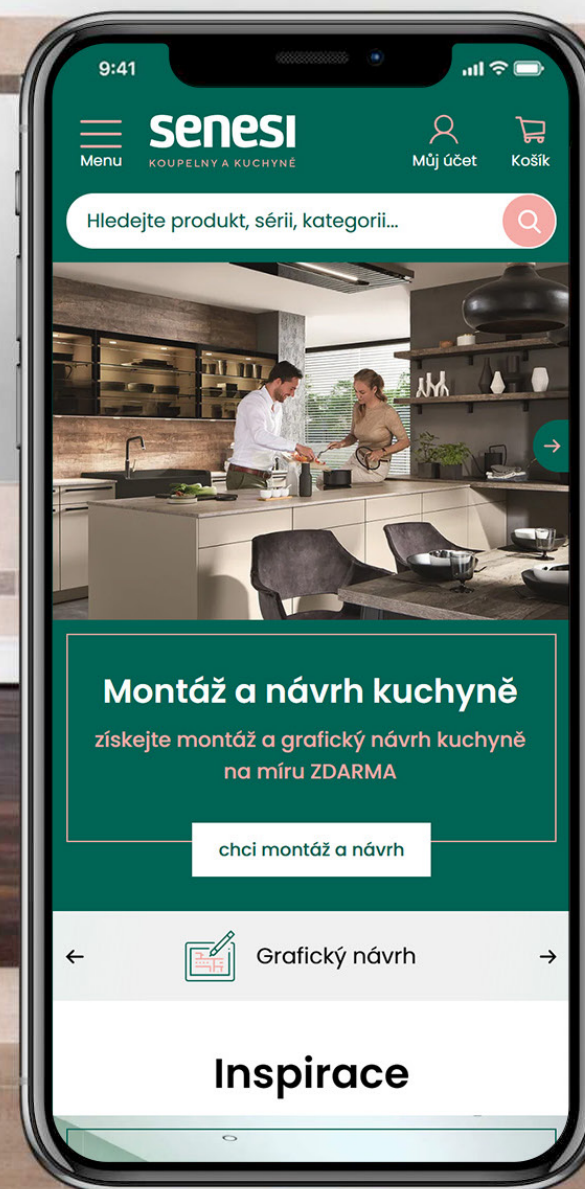 9:41
Menu
senesi
KOUPELNY A KUCHYNĚ
Můj účet
Košík
Hledejte produkt, sérii, kategorii...
Montáž a návrh kuchyně
získejte montáž a grafický návrh kuchyně
na míru ZDARMA
chci montáž a návrh
Grafický návrh
Inspirace